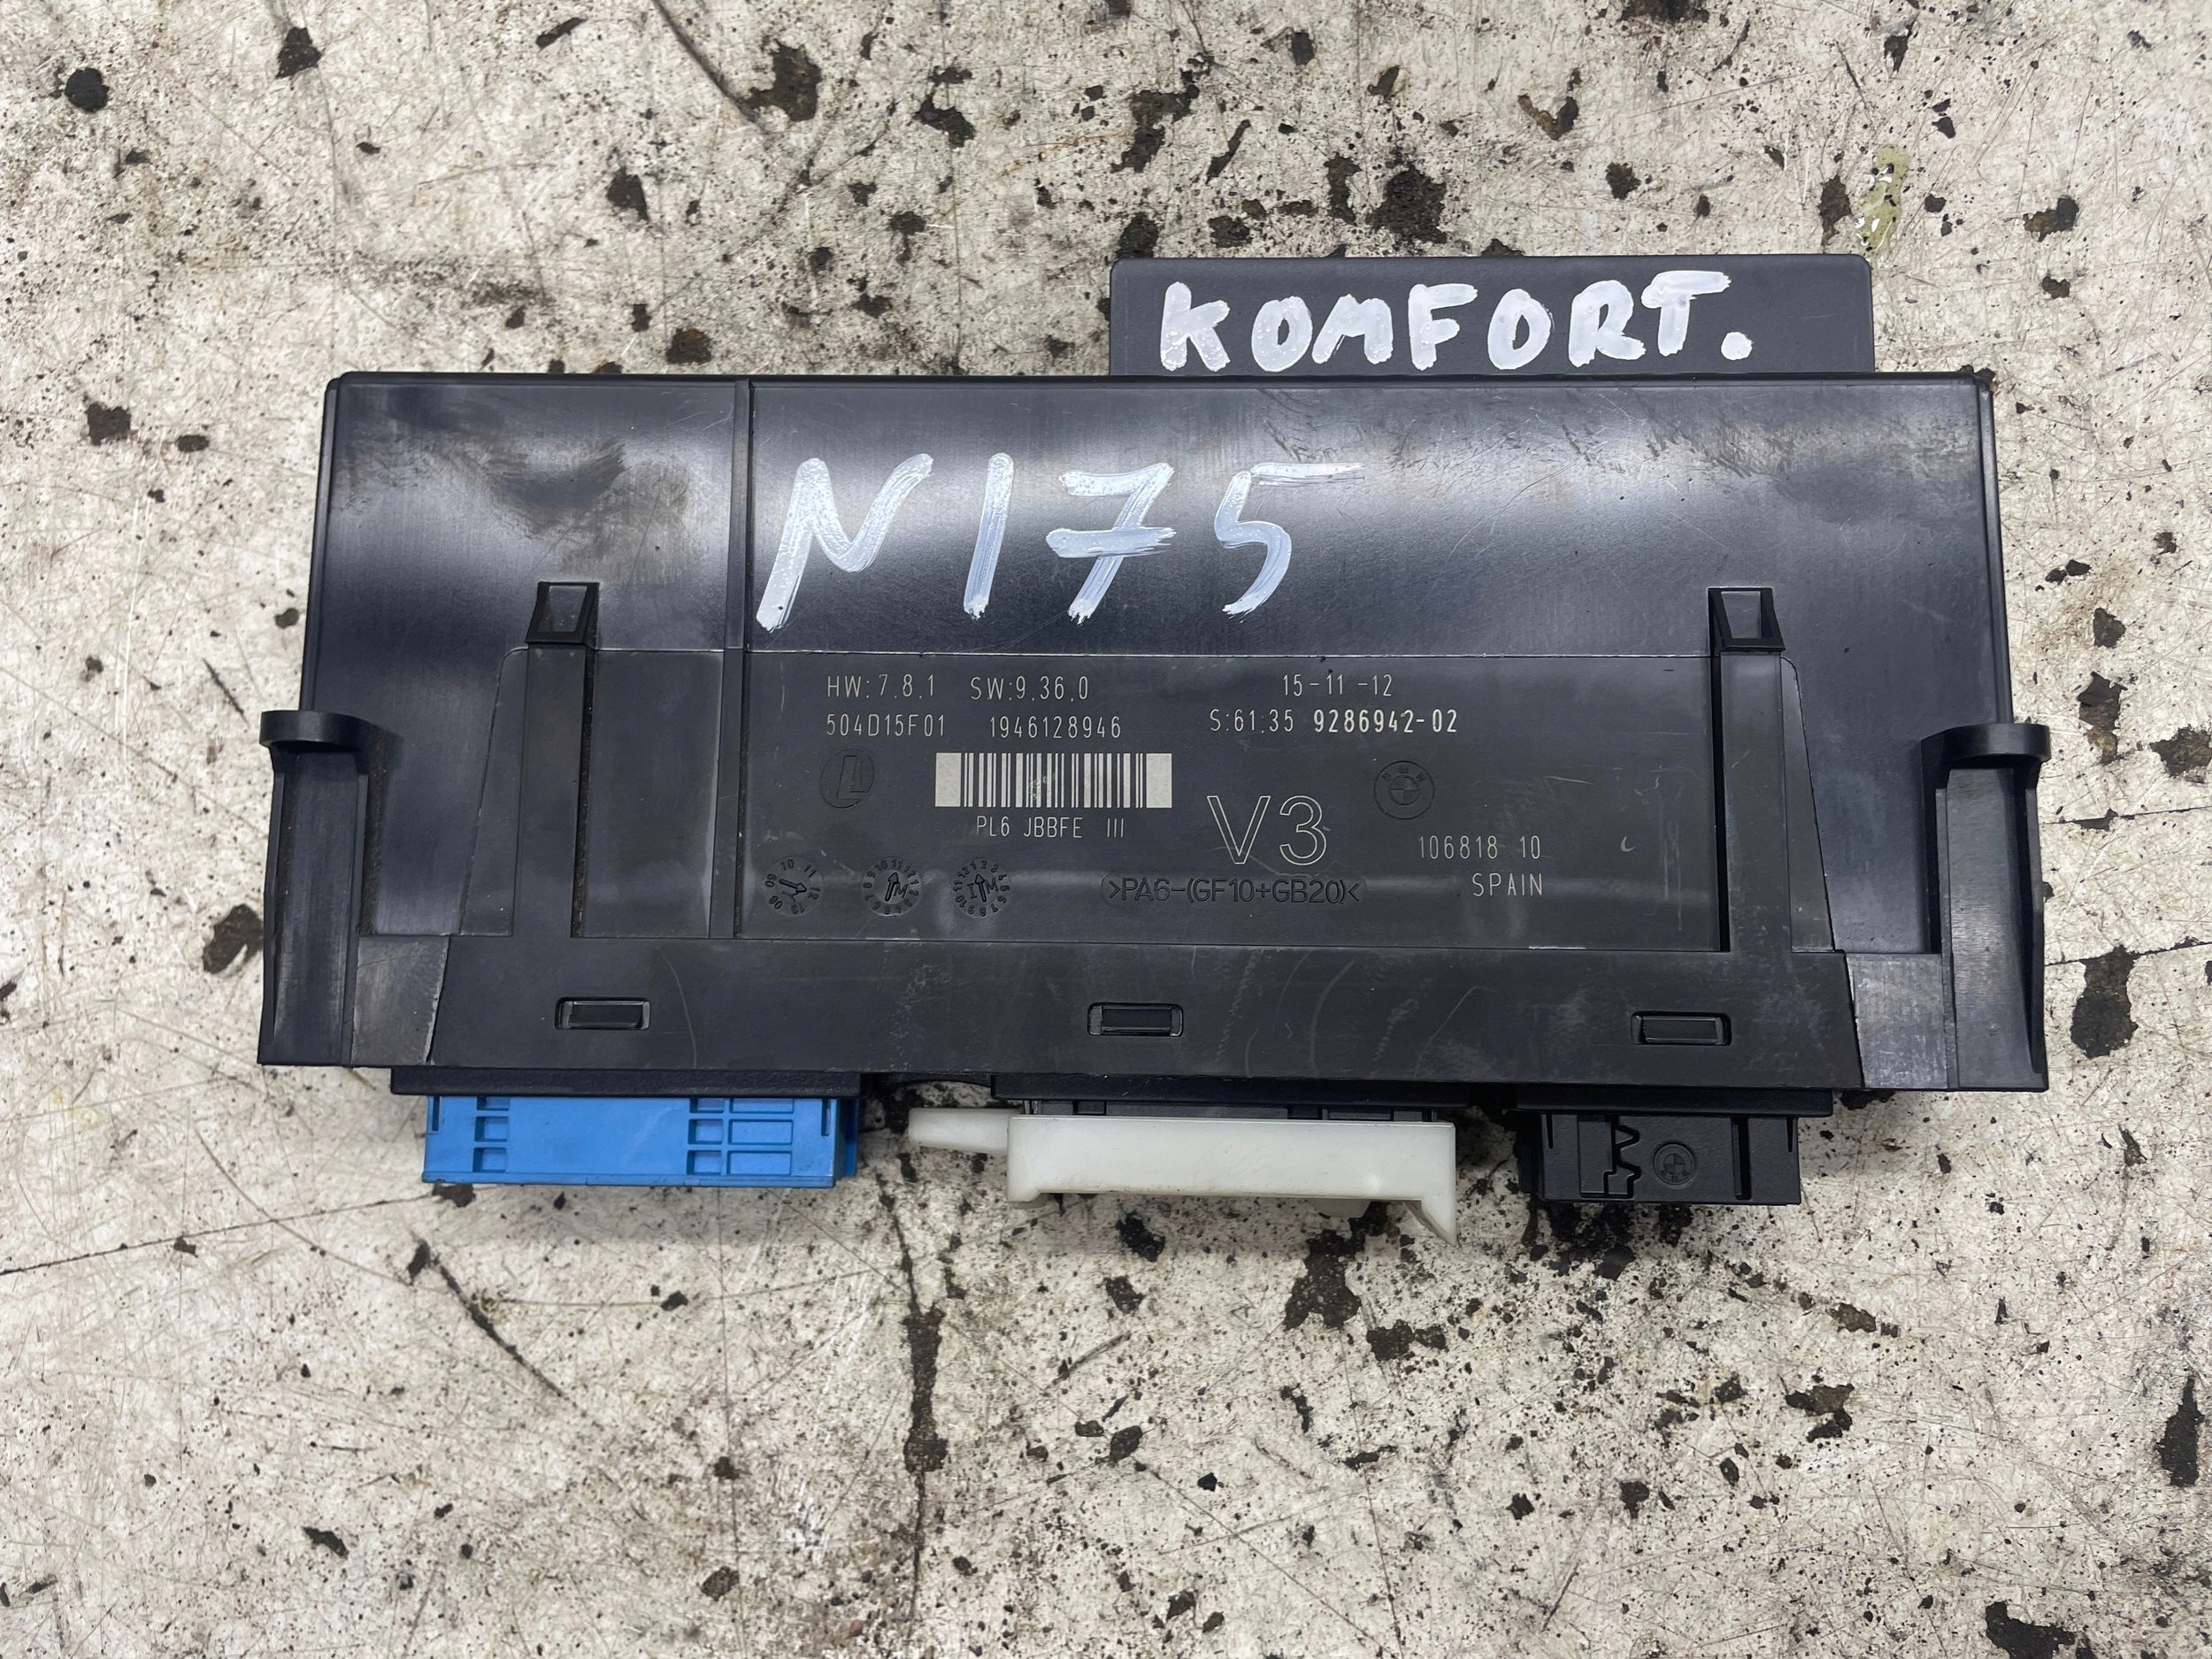 KOMFORT.
N175
HW:7.8.1 SW:9.36.0 15-11-12
504D15F01 1946128946 S:61.35 9286942-02
L
BMW
PL6 JBBFE III
V3
106818 10
SPAIN
>PA6-(GF10+GB20)<